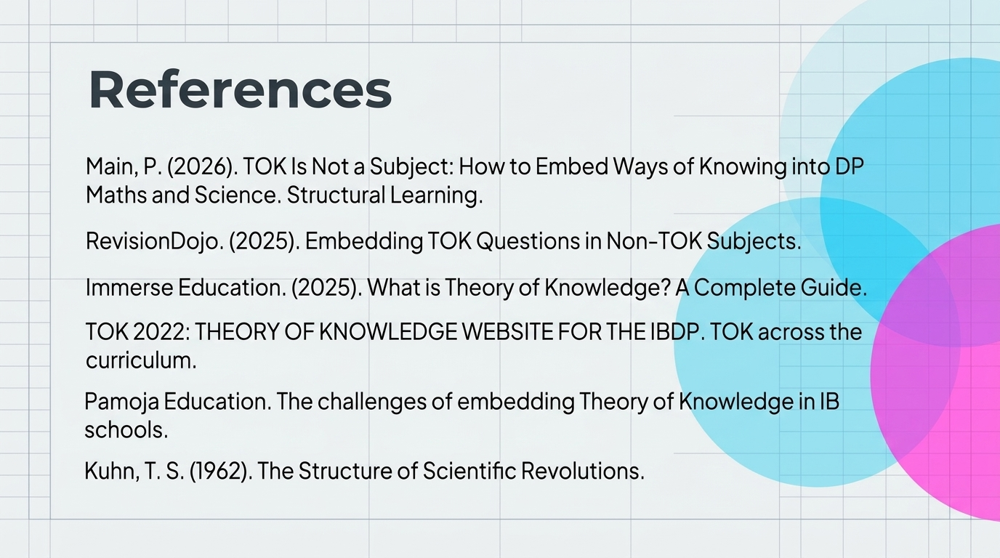 References
Main, P. (2026). TOK Is Not a Subject: How to Embed Ways of Knowing into DP
Maths and Science. Structural Learning.
RevisionDojo. (2025). Embedding TOK Questions in Non-TOK Subjects.
Immerse Education. (2025). What is Theory of Knowledge? A Complete Guide.
TOK 2022: THEORY OF KNOWLEDGE WEBSITE FOR THE IBDP. TOK across the
curriculum.
Pamoja Education. The challenges of embedding Theory of Knowledge in IB
schools.
Kuhn, T. S. (1962). The Structure of Scientific Revolutions.